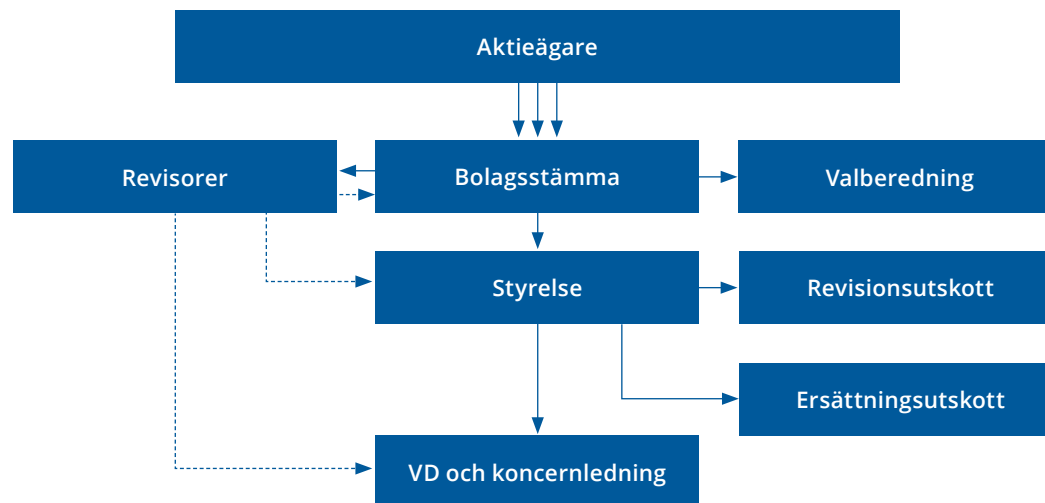 Aktieägare
Revisorer
Bolagsstämma
Valberedning
Styrelse
Revisionsutskott
Ersättningsutskott
VD och koncernledning